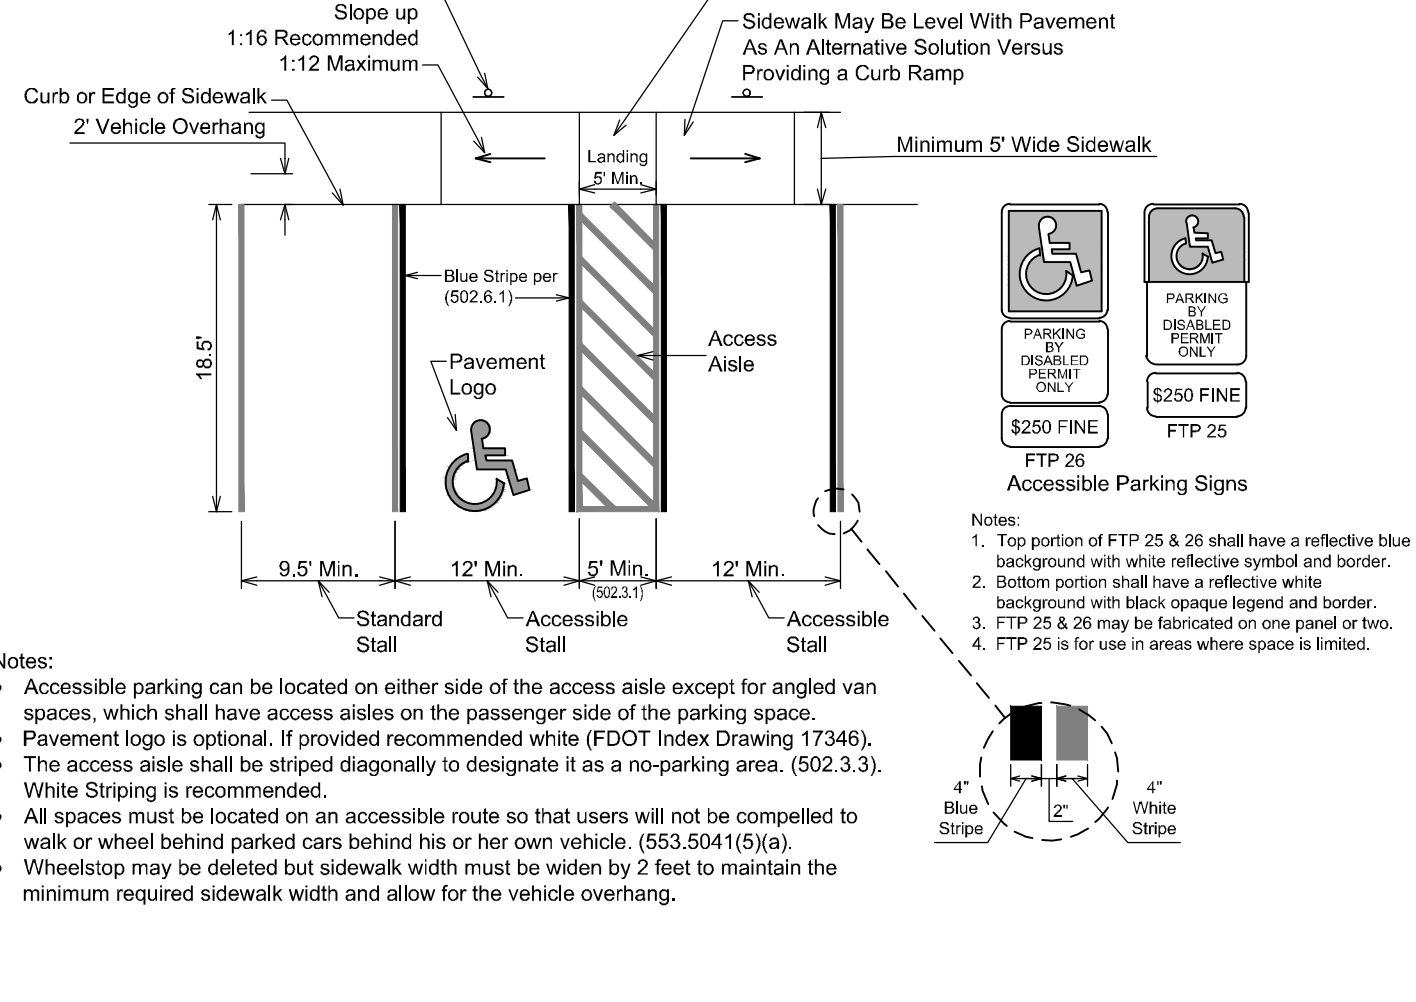 Slope up
1:16 Recommended
1:12 Maximum
Sidewalk May Be Level With Pavement
As An Alternative Solution Versus
Providing a Curb Ramp
Curb or Edge of Sidewalk
2' Vehicle Overhang
Landing
5' Min.
Minimum 5' Wide Sidewalk
18.5'
Blue Stripe per
(502.6.1)
Pavement
Logo
Access
Aisle
PARKING
BY
DISABLED
PERMIT
ONLY
$250 FINE
FTP 26
PARKING
BY
DISABLED
PERMIT
ONLY
$250 FINE
FTP 25
Accessible Parking Signs
9.5' Min.
12' Min.
5' Min.
(502.3.1)
12' Min.
Standard
Stall
Accessible
Stall
Accessible
Stall
Notes:
1. Top portion of FTP 25 & 26 shall have a reflective blue
background with white reflective symbol and border.
2. Bottom portion shall have a reflective white
background with black opaque legend and border.
3. FTP 25 & 26 may be fabricated on one panel or two.
4. FTP 25 is for use in areas where space is limited.
Notes:
Accessible parking can be located on either side of the access aisle except for angled van
spaces, which shall have access aisles on the passenger side of the parking space.
Pavement logo is optional. If provided recommended white (FDOT Index Drawing 17346).
The access aisle shall be striped diagonally to designate it as a no-parking area. (502.3.3).
White Striping is recommended.
All spaces must be located on an accessible route so that users will not be compelled to
walk or wheel behind parked cars behind his or her own vehicle. (553.5041(5)(a).
Wheelstop may be deleted but sidewalk width must be widen by 2 feet to maintain the
minimum required sidewalk width and allow for the vehicle overhang.
4"
Blue
Stripe
2"
4"
White
Stripe